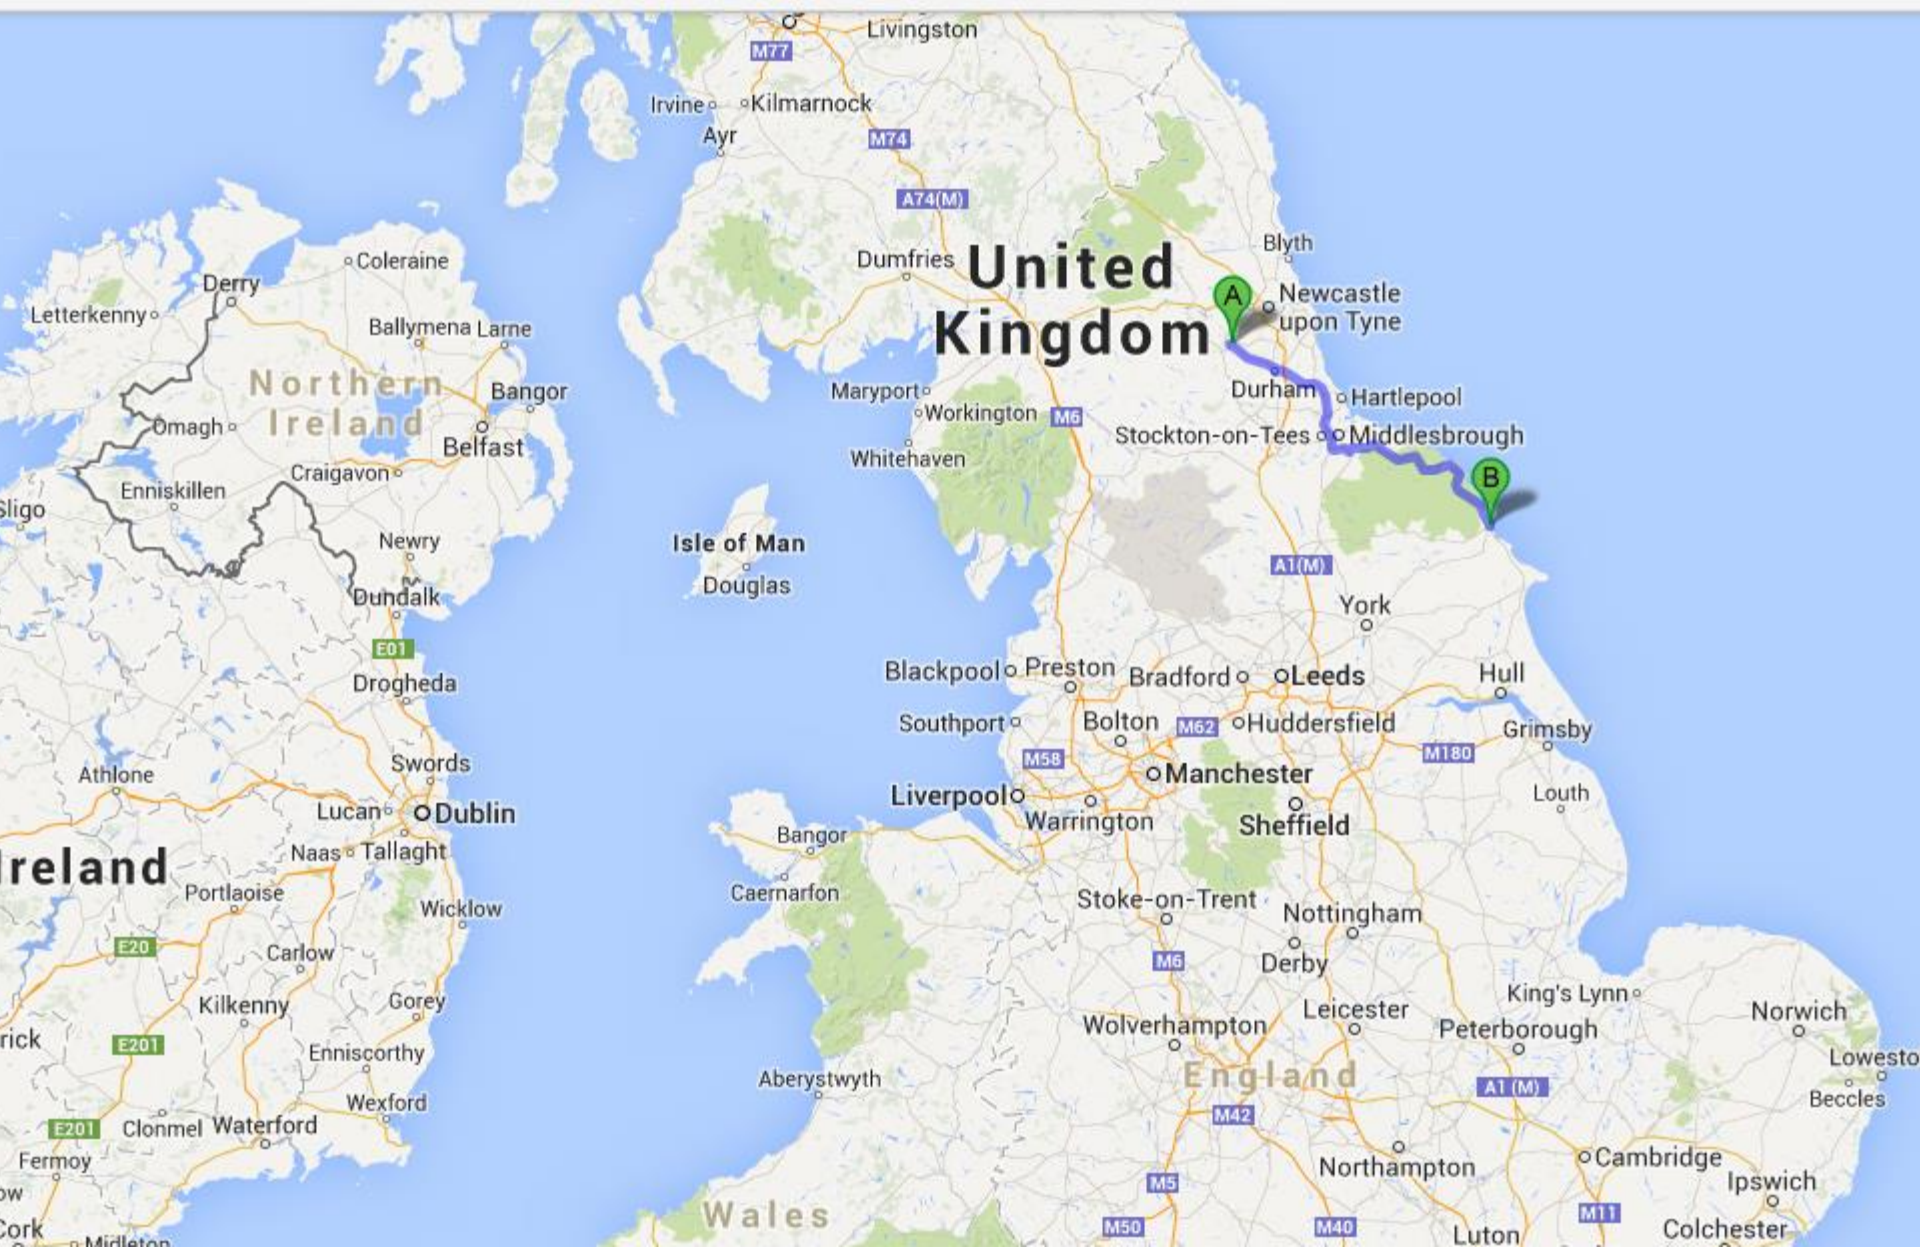 Livingston
M77
Irvine
Kilmarnock
Ayr
M74
A74(M)
Blyth
Coleraine
Dumfries
United
Kingdom
Derry
A
Newcastle
upon Tyne
Letterkenny
Ballymena
Larne
Northern
Ireland
Bangor
Maryport
Durham
Hartlepool
Workington
M6
Omagh
Belfast
Stockton-on-Tees
Middlesbrough
Whitehaven
Craigavon
B
Enniskillen
Sligo
Newry
Isle of Man
Douglas
A1(M)
Dundalk
York
E01
Blackpool
Preston
Bradford
Leeds
Hull
Drogheda
Southport
Bolton
M62
Huddersfield
Grimsby
M58
M180
Swords
Athlone
Manchester
Liverpool
Louth
Lucan
Dublin
Warrington
Sheffield
Bangor
Naas
Tallaght
Ireland
Portlaoise
Caernarfon
Stoke-on-Trent
Nottingham
Wicklow
E20
Carlow
M6
Derby
Kilkenny
Gorey
King's Lynn
Leicester
Norwich
Wolverhampton
Peterborough
rick
E201
Enniscorthy
England
Lowesto
Aberystwyth
A1 (M)
Beccles
Wexford
M42
E201
Clonmel
Waterford
Fermoy
Northampton
Cambridge
Ipswich
ow
M5
Wales
M50
M40
M11
Cork
Luton
Colchester
Midleton